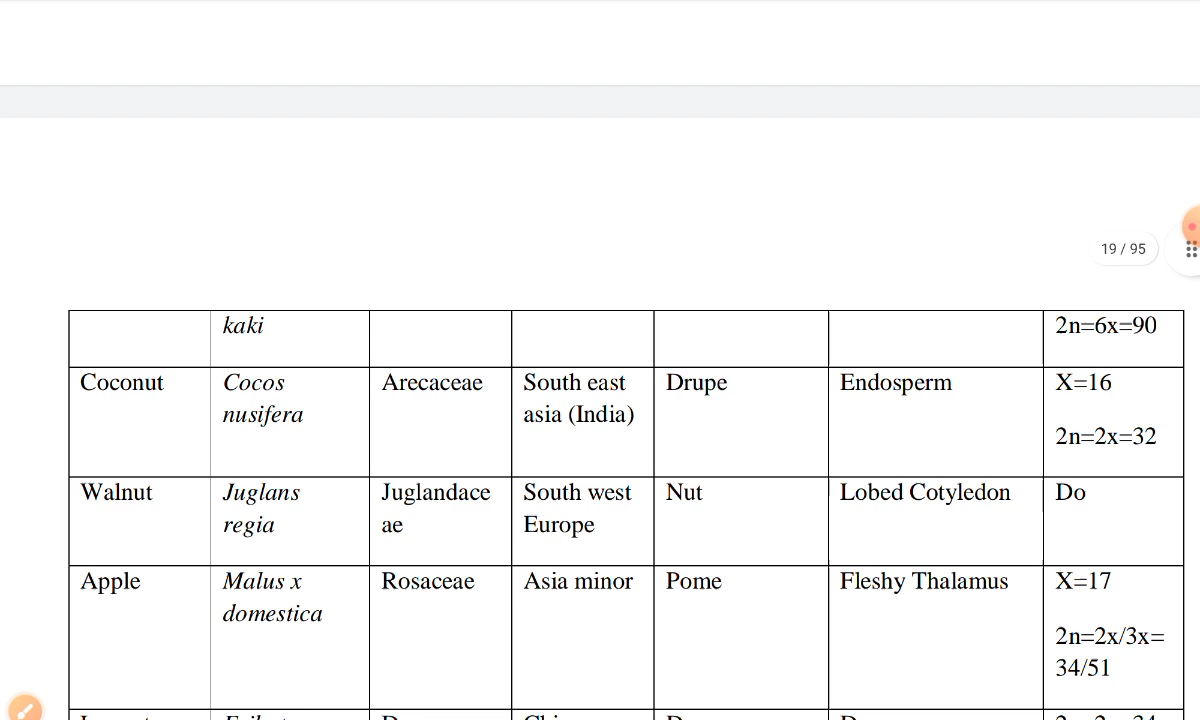 19 / 95
kaki
2n=6x=90
Coconut
Cocos
nusifera
Arecaceae
South east
asia (India)
Drupe
Endosperm
X=16
2n=2x=32
Walnut
Juglans
regia
Juglandace
ae
South west
Europe
Nut
Lobed Cotyledon
Do
Apple
Malus x
domestica
Rosaceae
Asia minor
Pome
Fleshy Thalamus
X=17
2n=2x/3x=
34/51